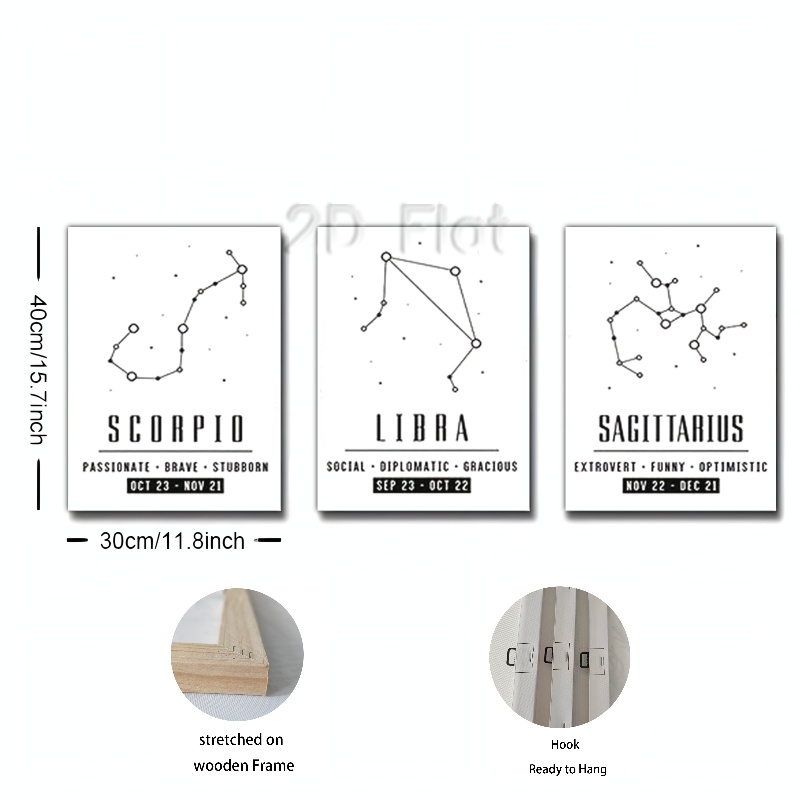 2D Flat
40cm/15.7inch
SCORPIO
PASSIONATE · BRAVE · STUBBORN
OCT 23 - NOV 21
LIBRA
SOCIAL · DIPLOMATIC · GRACIOUS
SEP 23 - OCT 22
SAGITTARIUS
EXTROVERT · FUNNY · OPTIMISTIC
NOV 22 - DEC 21
30cm/11.8inch
stretched on
wooden Frame
Hook
Ready to Hang